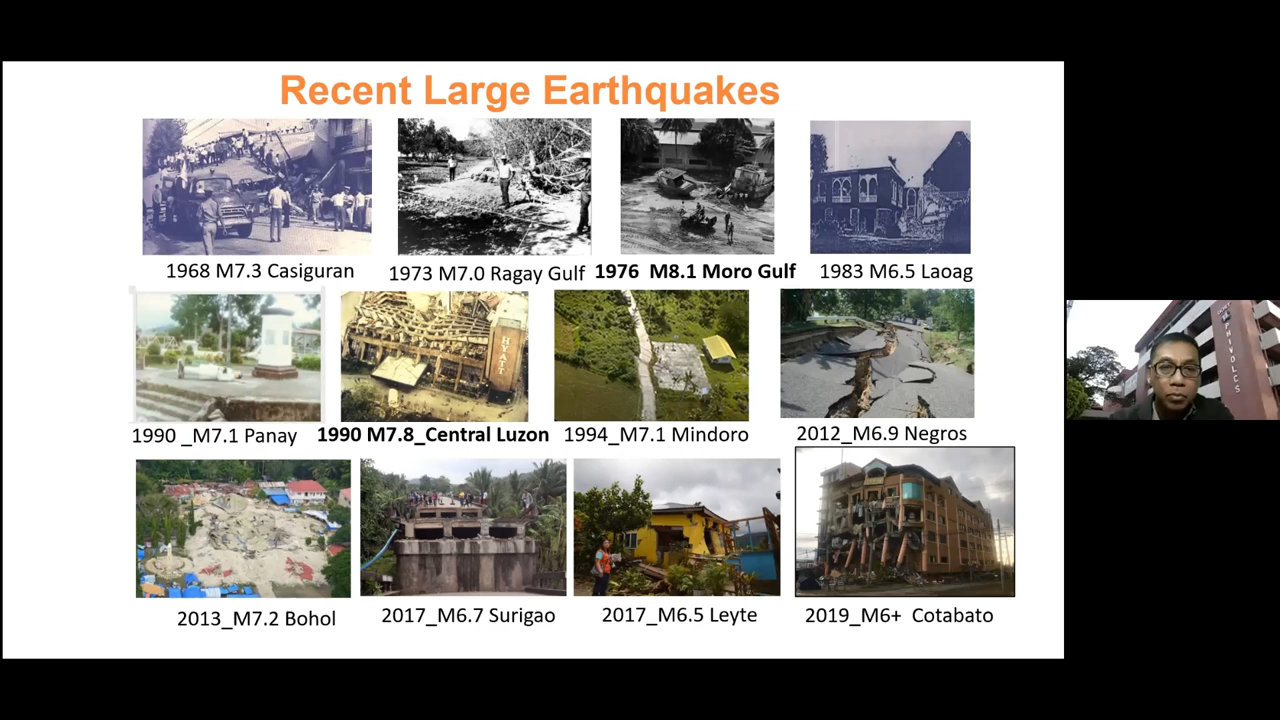 Recent Large Earthquakes
1968 M7.3 Casiguran
1973 M7.0 Ragay Gulf
1976 M8.1 Moro Gulf
1983 M6.5 Laoag
HYATT
1990 _M7.1 Panay
1990 M7.8_Central Luzon
1994_M7.1 Mindoro
2012_M6.9 Negros
PHIVOLCS
2013_M7.2 Bohol
2017_M6.7 Surigao
2017_M6.5 Leyte
2019_M6+ Cotabato